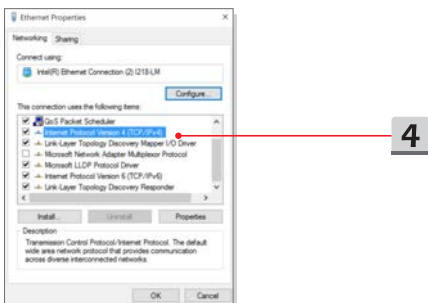 Ethernet Properties
Networking Sharing
Connect using:
Intel(R) Ethernet Connection (2) I218-LM
Configure...
This connection uses the following items:
QoS Packet Scheduler
Internet Protocol Version 4 (TCP/IPv4)
Link-Layer Topology Discovery Mapper I/O Driver
Microsoft Network Adapter Multiplexor Protocol
Microsoft LLDP Protocol Driver
Internet Protocol Version 6 (TCP/IPv6)
Link-Layer Topology Discovery Responder
Install... Uninstall Properties
Description
Transmission Control Protocol/Internet Protocol. The default
wide area network protocol that provides communication
across diverse interconnected networks.
OK Cancel
4